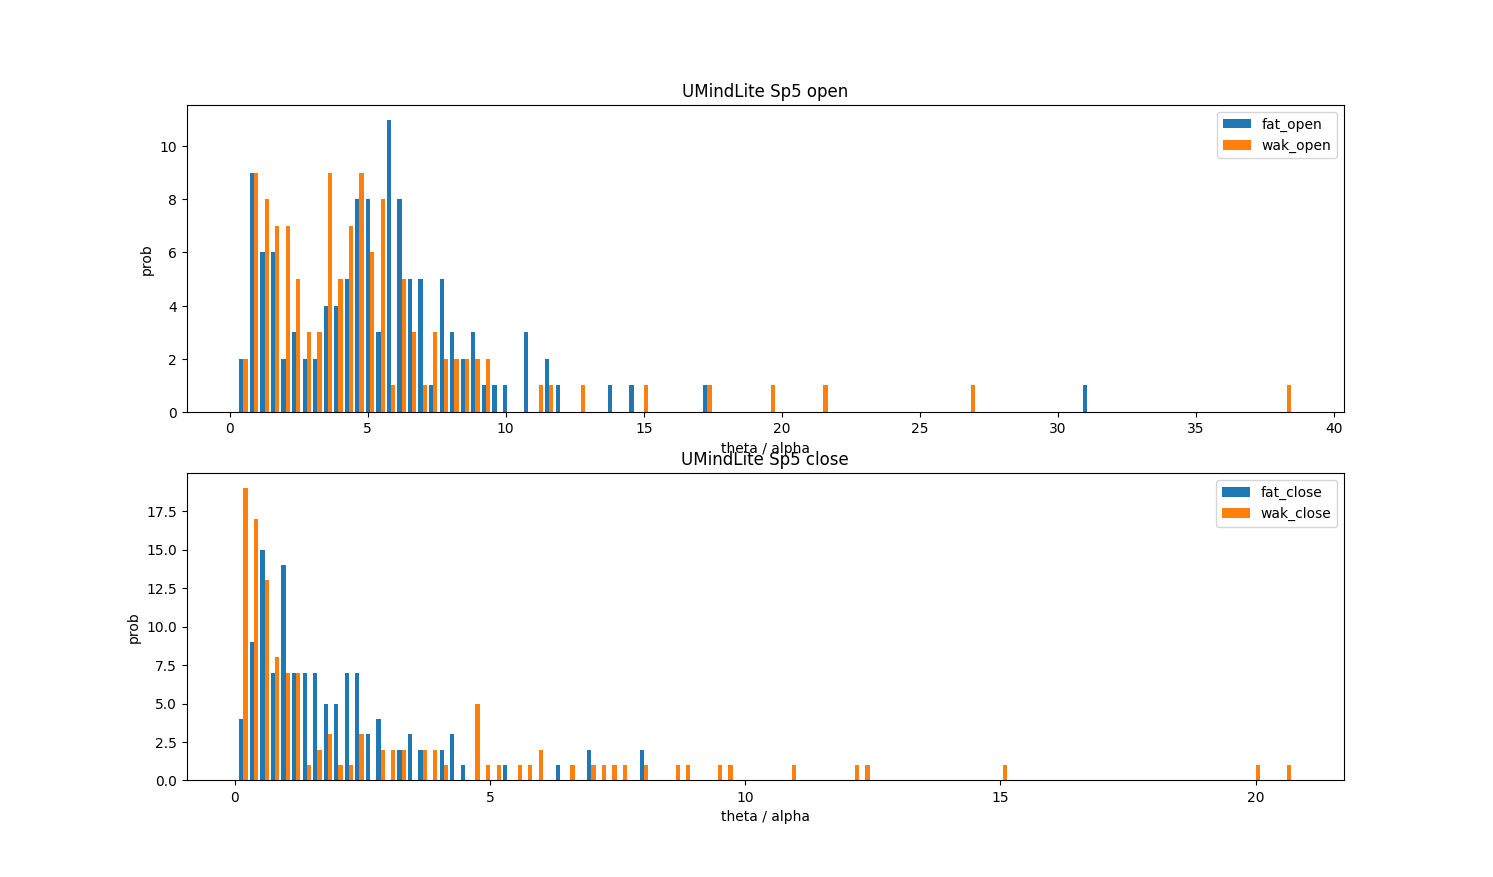 UMindLite Sp5 open
fat_open
wak_open
prob
10
8
6
4
2
0
0 5 10 15 20 25 30 35 40
theta / alpha
UMindLite Sp5 close
fat_close
wak_close
prob
17.5
15.0
12.5
10.0
7.5
5.0
2.5
0.0
0 5 10 15 20
theta / alpha